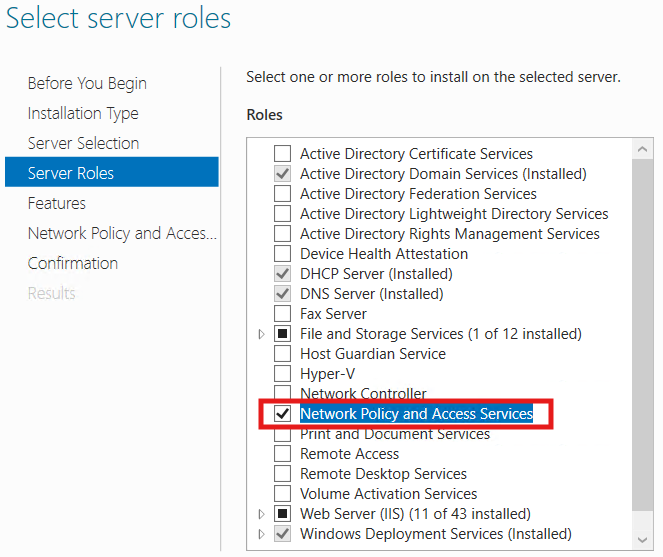 Select server roles
Before You Begin
Installation Type
Server Selection
Server Roles
Features
Network Policy and Acces...
Confirmation
Results
Select one or more roles to install on the selected server.
Roles
Active Directory Certificate Services
Active Directory Domain Services (Installed)
Active Directory Federation Services
Active Directory Lightweight Directory Services
Active Directory Rights Management Services
Device Health Attestation
DHCP Server (Installed)
DNS Server (Installed)
Fax Server
File and Storage Services (1 of 12 installed)
Host Guardian Service
Hyper-V
Network Controller
Network Policy and Access Services
Print and Document Services
Remote Access
Remote Desktop Services
Volume Activation Services
Web Server (IIS) (11 of 43 installed)
Windows Deployment Services (Installed)